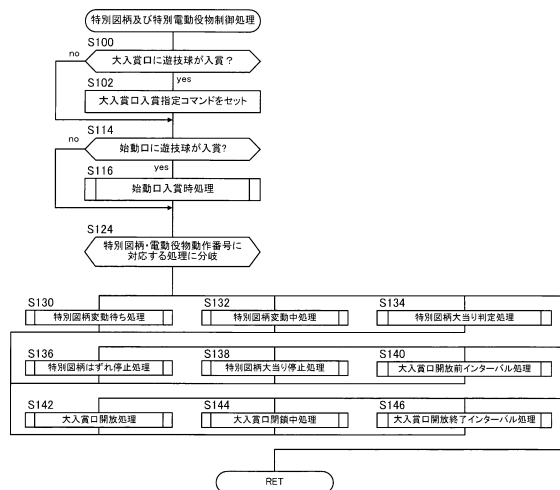 特別図柄及び特別電動役物制御処理
S100
no
大入賞口に遊技球が入賞？
yes
S102
大入賞口入賞指定コマンドをセット
S114
no
始動口に遊技球が入賞?
yes
S116
始動口入賞時処理
S124
特別図柄・電動役物動作番号に
対応する処理に分岐
S130
S132
S134
特別図柄変動待ち処理
特別図柄変動中処理
特別図柄大当り判定処理
S136
S138
S140
特別図柄はずれ停止処理
特別図柄大当り停止処理
大入賞口開放前インターバル処理
S142
S144
S146
大入賞口開放処理
大入賞口閉鎖中処理
大入賞口開放終了インターバル処理
RET